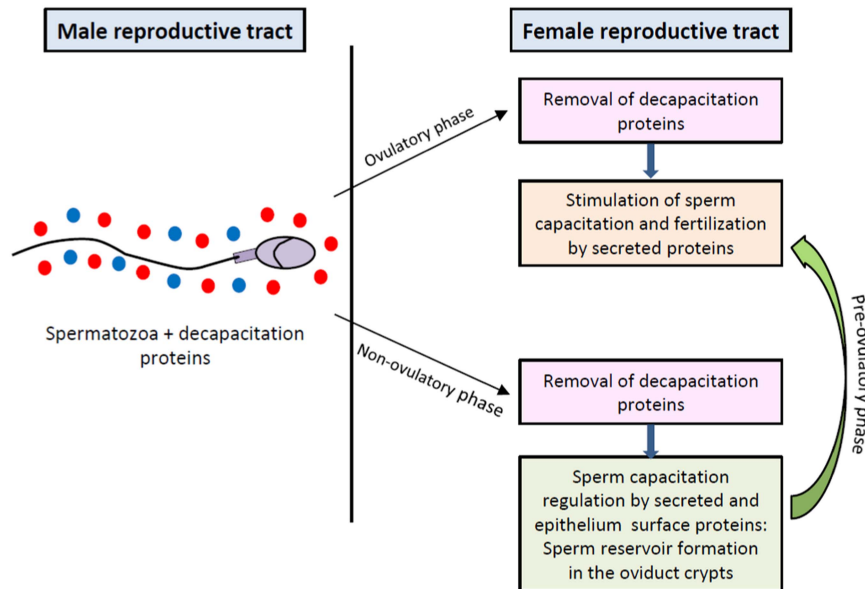 Male reproductive tract
Spermatozoa + decapacitation
proteins
Female reproductive tract
Ovulatory phase
Removal of decapacitation
proteins
Stimulation of sperm
capacitation and fertilization
by secreted proteins
Non-ovulatory phase
Removal of decapacitation
proteins
Sperm capacitation
regulation by secreted and
epithelium surface proteins:
Sperm reservoir formation
in the oviduct crypts
Pre-ovulatory phase